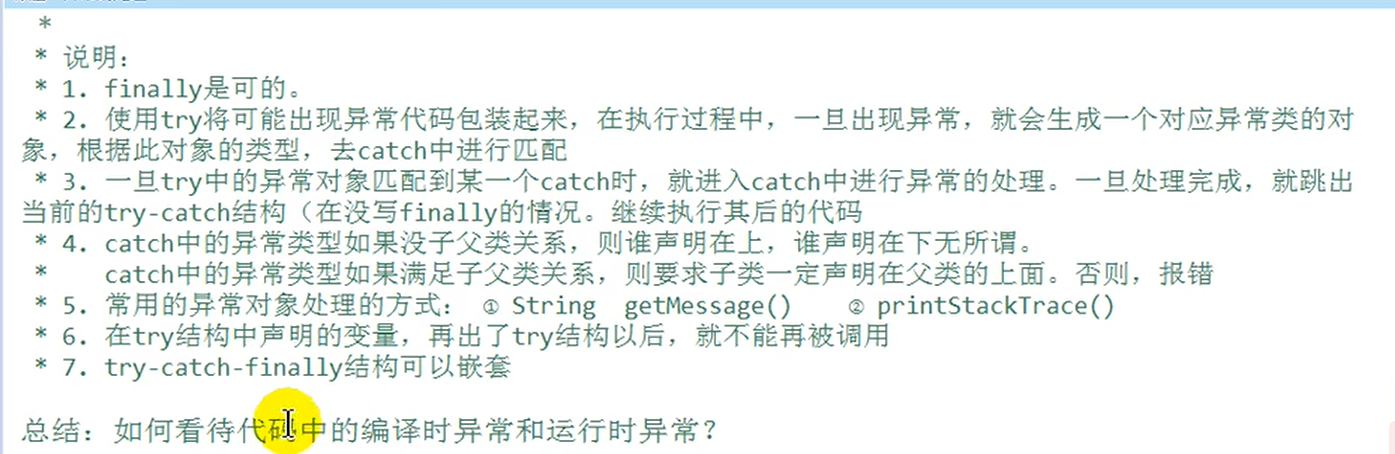 *
* 说明：
* 1. finally是可的。
* 2. 使用try将可能出现异常代码包装起来，在执行过程中，一旦出现异常，就会生成一个对应异常类的对
象，根据此对象的类型，去catch中进行匹配
* 3. 一旦try中的异常对象匹配到某一个catch时，就进入catch中进行异常的处理。一旦处理完成，就跳出
当前的try-catch结构（在没写finally的情况。继续执行其后的代码
* 4. catch中的异常类型如果没子父类关系，则谁声明在上，谁声明在下无所谓。
* catch中的异常类型如果满足子父类关系，则要求子类一定声明在父类的上面。否则，报错
* 5. 常用的异常对象处理的方式： ① String getMessage() ② printStackTrace()
* 6. 在try结构中声明的变量，再出了try结构以后，就不能再被调用
* 7. try-catch-finally结构可以嵌套
总结：如何看待代码中的编译时异常和运行时异常？